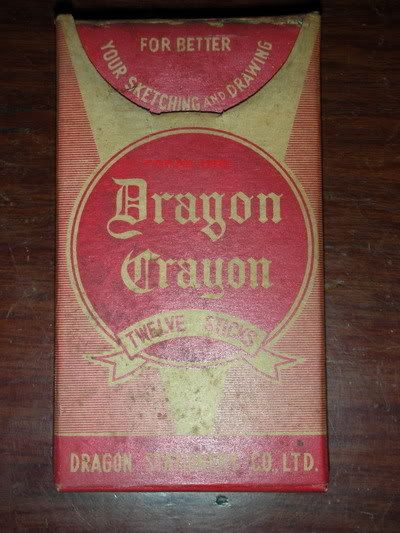 FOR BETTER
YOUR SKETCHING AND DRAWING
Dragon
Crayon
TWELVE STICKS
DRAGON CO. LTD.